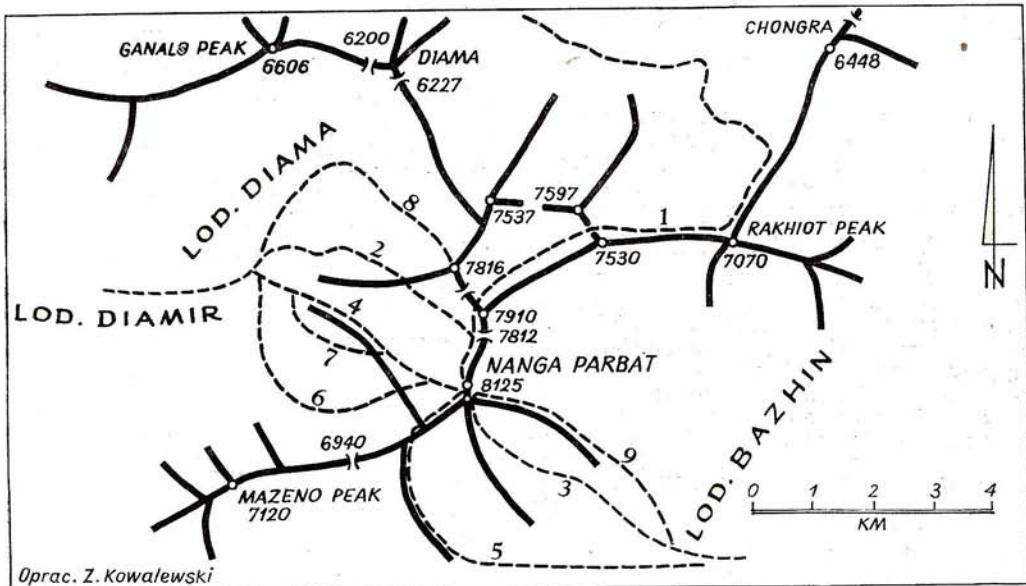 CHONGRA
6448
GANALO PEAK
6606
6200
DIAMA
6227
LOD. DIAMA
LOD. DIAMIR
8
2
7537
7597
1
7530
RAKHIOT PEAK
7070
7816
7910
7812
4
7
6
NANGA PARBAT
8125
6940
MAZENO PEAK
7120
5
3
9
LOD. BAZHIN
N
0 1 2 3 4
KM
Oprac. Z. Kowalewski